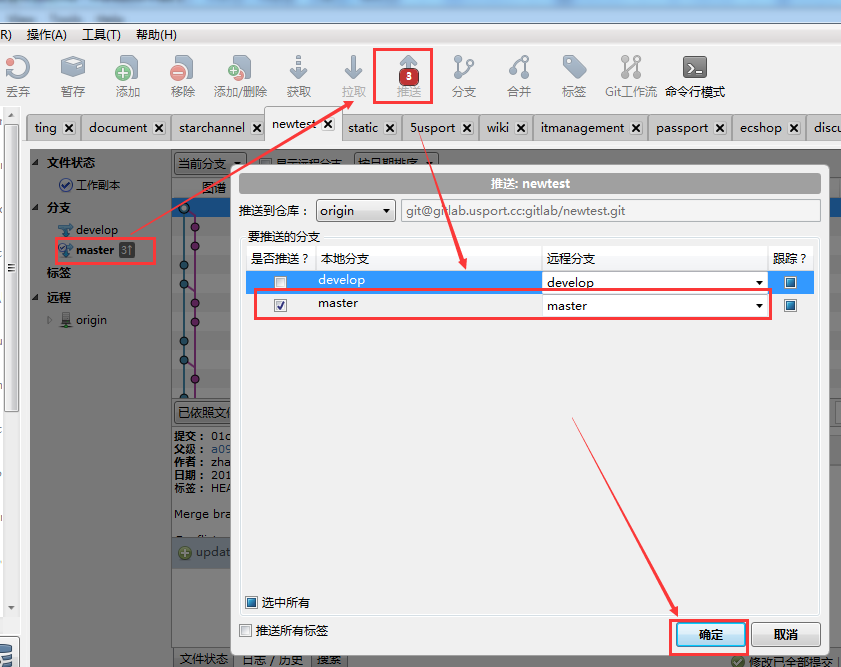 R) 操作(A) 工具(T) 帮助(H)
丢弃 暂存 添加 移除 添加/删除 获取 拉取 推送 分支 合并 标签 Git工作流 命令行模式
3
ting document starchannel newtest static 5usport wiki itmanagement passport ecshop discu
文件状态
工作副本
分支
develop
master 3↑
标签
远程
origin
当前分支 显示远程分支 按日期排序
图谱
推送: newtest
推送到仓库： origin git@gitlab.usport.cc:gitlab/newtest.git
要推送的分支
是否推送？ 本地分支 远程分支 跟踪？
develop develop
master master
已依照文件
提交： 01c
父级： a09
作者： zha
日期： 201
标签： HEA
Merge bra
updat
选中所有
推送所有标签
确定 取消
文件状态 日志 / 历史 搜索
修改已全部提交